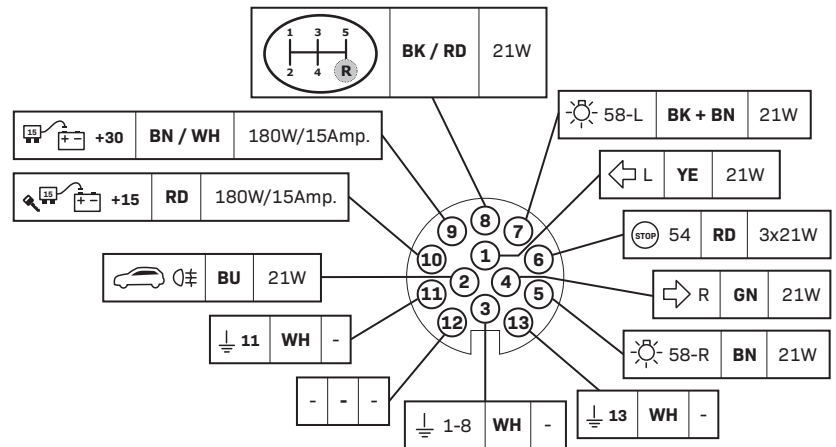 1 3 5
2 4 R
BK / RD 21W
58-L BK + BN 21W
15 + − +30 BN / WH 180W/15Amp.
L YE 21W
15 + − +15 RD 180W/15Amp.
STOP 54 RD 3x21W
BU 21W
R GN 21W
11 WH -
58-R BN 21W
- - -
1-8 WH -
13 WH -
8
9 7
10 1 6
2 4
11 5
3
12 13